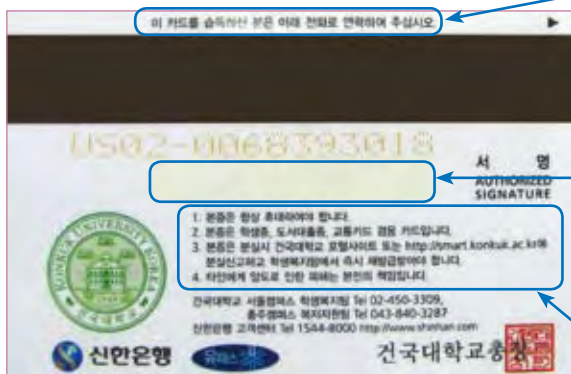 이 카드를 습득하신 분은 아래 전화로 연락하여 주십시오.
US02-0068393018
서 명
AUTHORIZED
SIGNATURE
1. 본증은 항상 휴대하여야 합니다.
2. 본증은 학생증, 도서대출증, 교통카드 겸용 카드입니다.
3. 본증은 분실시 건국대학교 포털사이트 또는 http://smart.konkuk.ac.kr에
분실신고하고 학생복지팀에서 즉시 재발급받아야 합니다.
4. 타인에게 양도로 인한 피해는 본인의 책임입니다.
KONKUK UNIVERSITY KOREA
건국대학교
건국대학교 서울캠퍼스 학생복지팀 Tel 02-450-3309,
충주캠퍼스 복지지원팀 Tel 043-840-3287
신한은행 고객센터 Tel 1544-8000 http://www.shinhan.com
신한은행
건국대학교총장